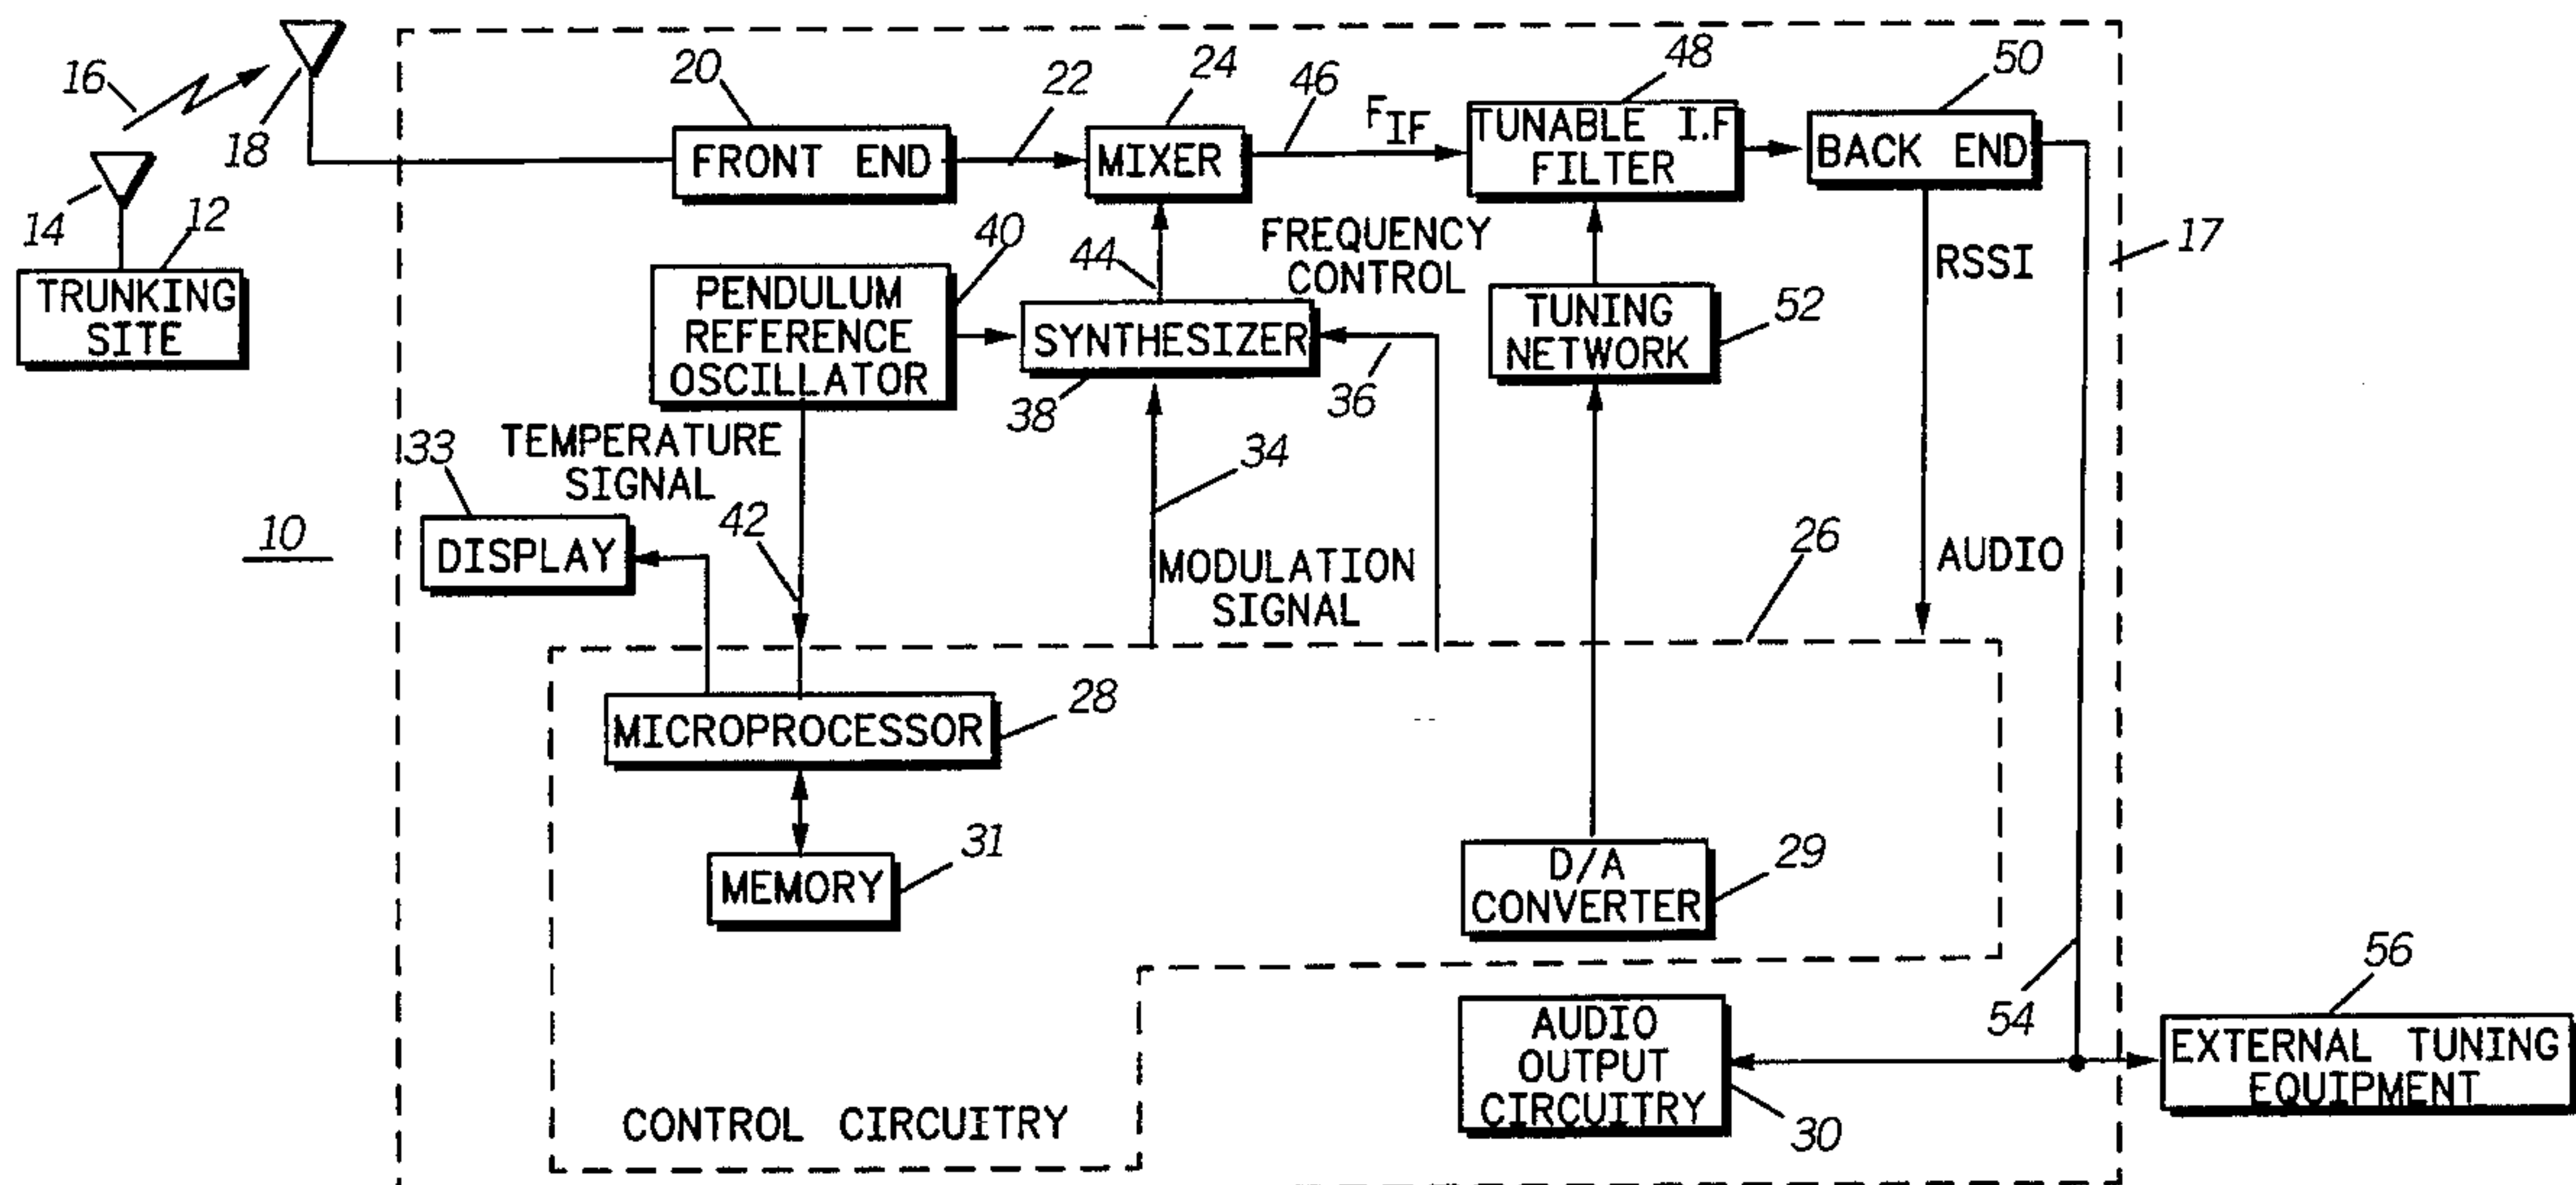 16
18
14
12
TRUNKING
SITE
10
20
FRONT END
22
24
MIXER
46
FIF
48
TUNABLE I.F
FILTER
50
BACK END
17
40
PENDULUM
REFERENCE
OSCILLATOR
44
FREQUENCY
CONTROL
SYNTHESIZER
38
36
TUNING
NETWORK
52
RSSI
TEMPERATURE
SIGNAL
33
DISPLAY
42
34
MODULATION
SIGNAL
26
AUDIO
MICROPROCESSOR
28
MEMORY
31
D/A
CONVERTER
29
54
56
AUDIO
OUTPUT
CIRCUITRY
30
EXTERNAL TUNING
EQUIPMENT
CONTROL CIRCUITRY